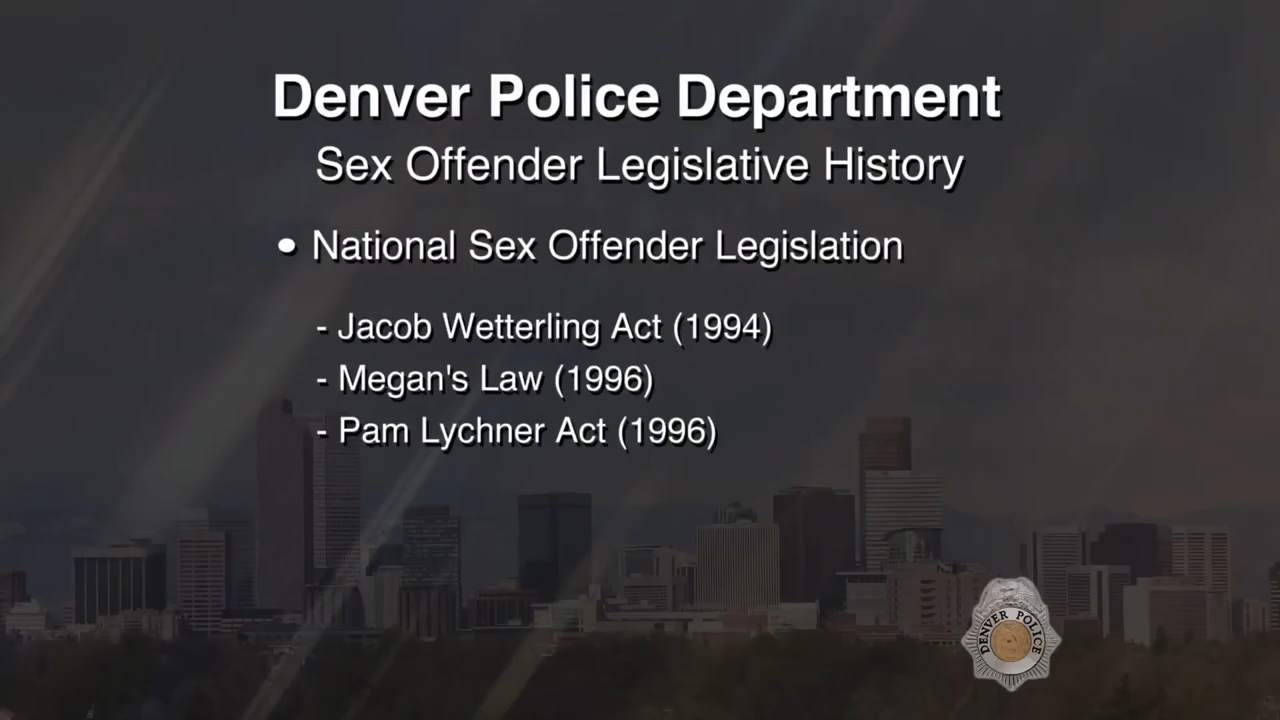 Denver Police Department
Sex Offender Legislative History
• National Sex Offender Legislation
- Jacob Wetterling Act (1994)
- Megan's Law (1996)
- Pam Lychner Act (1996)
DENVER POLICE